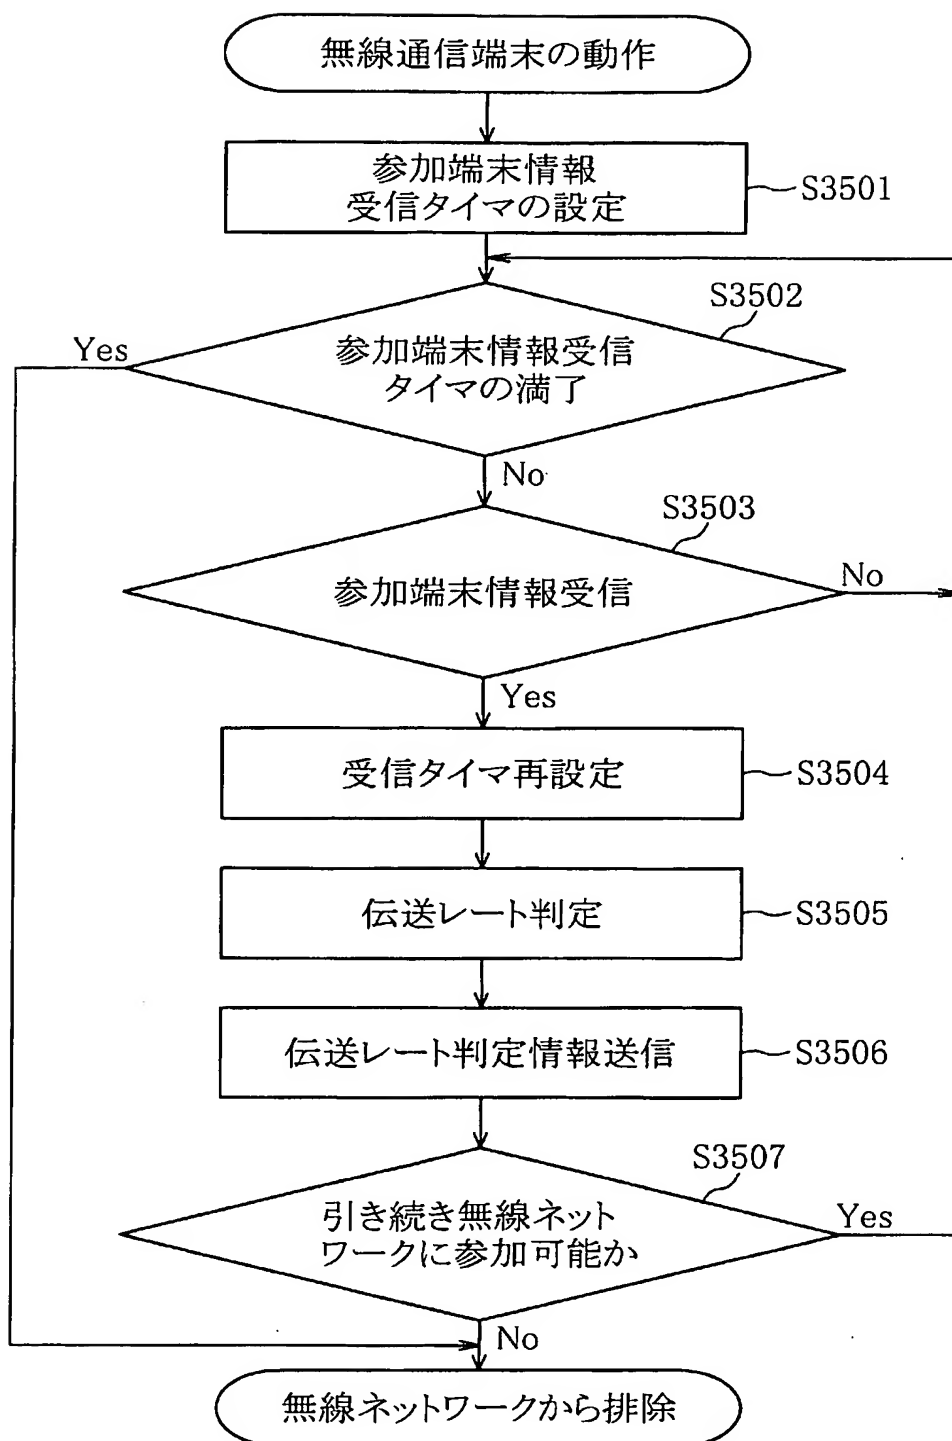 無線通信端末の動作
参加端末情報
受信タイマの設定
S3501
S3502
Yes
参加端末情報受信
タイマの満了
No
S3503
参加端末情報受信
No
Yes
受信タイマ再設定
S3504
伝送レート判定
S3505
伝送レート判定情報送信
S3506
S3507
引き続き無線ネット
ワークに参加可能か
Yes
No
無線ネットワークから排除